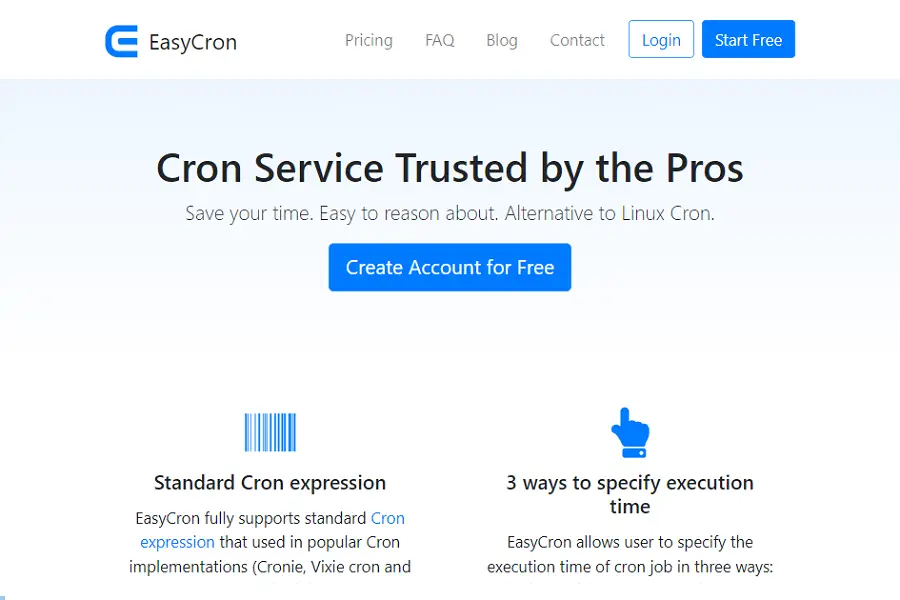 EasyCron
Pricing
FAQ
Blog
Contact
Login
Start Free
Cron Service Trusted by the Pros
Save your time. Easy to reason about. Alternative to Linux Cron.
Create Account for Free
Standard Cron expression
EasyCron fully supports standard Cron
expression that used in popular Cron
implementations (Cronie, Vixie cron and
3 ways to specify execution
time
EasyCron allows user to specify the
execution time of cron job in three ways: